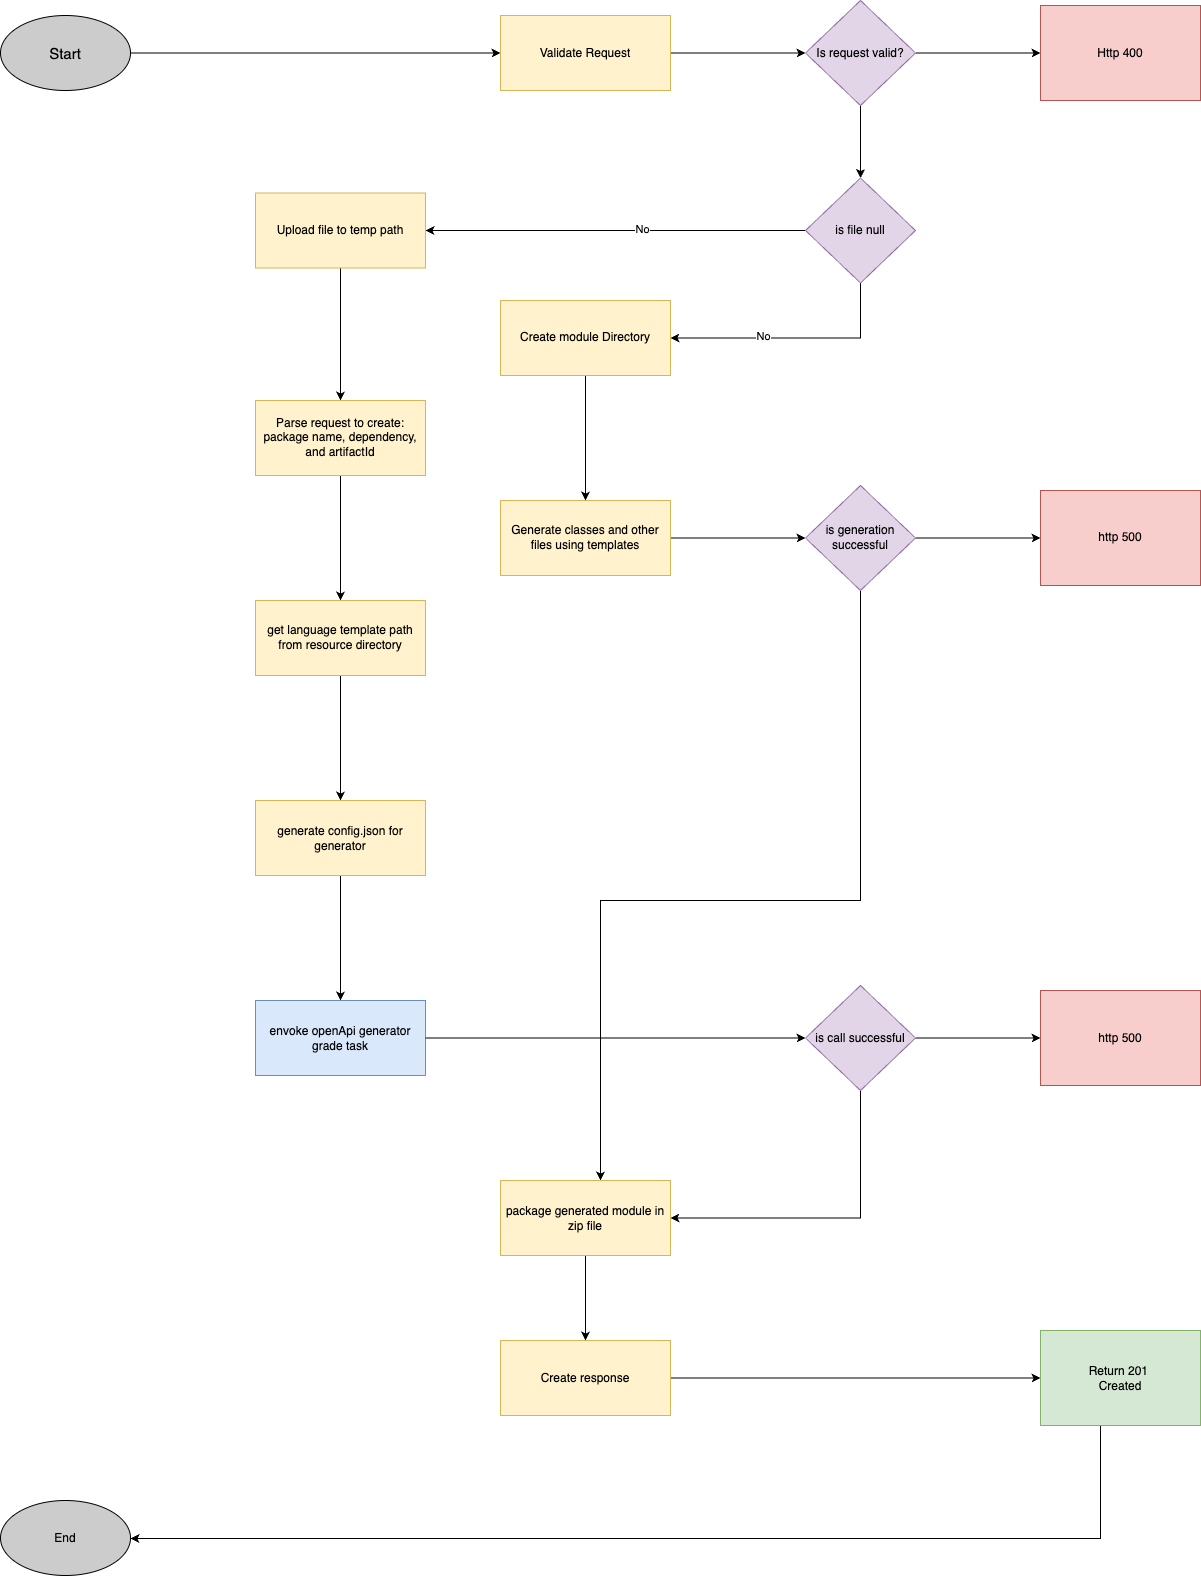 Start
Validate Request
Is request valid?
Http 400
Upload file to temp path
No
is file null
Create module Directory
No
Parse request to create:
package name, dependency,
and artifactId
Generate classes and other
files using templates
is generation
successful
http 500
get language template path
from resource directory
generate config.json for
generator
envoke openApi generator
grade task
is call successful
http 500
package generated module in
zip file
Create response
Return 201
Created
End